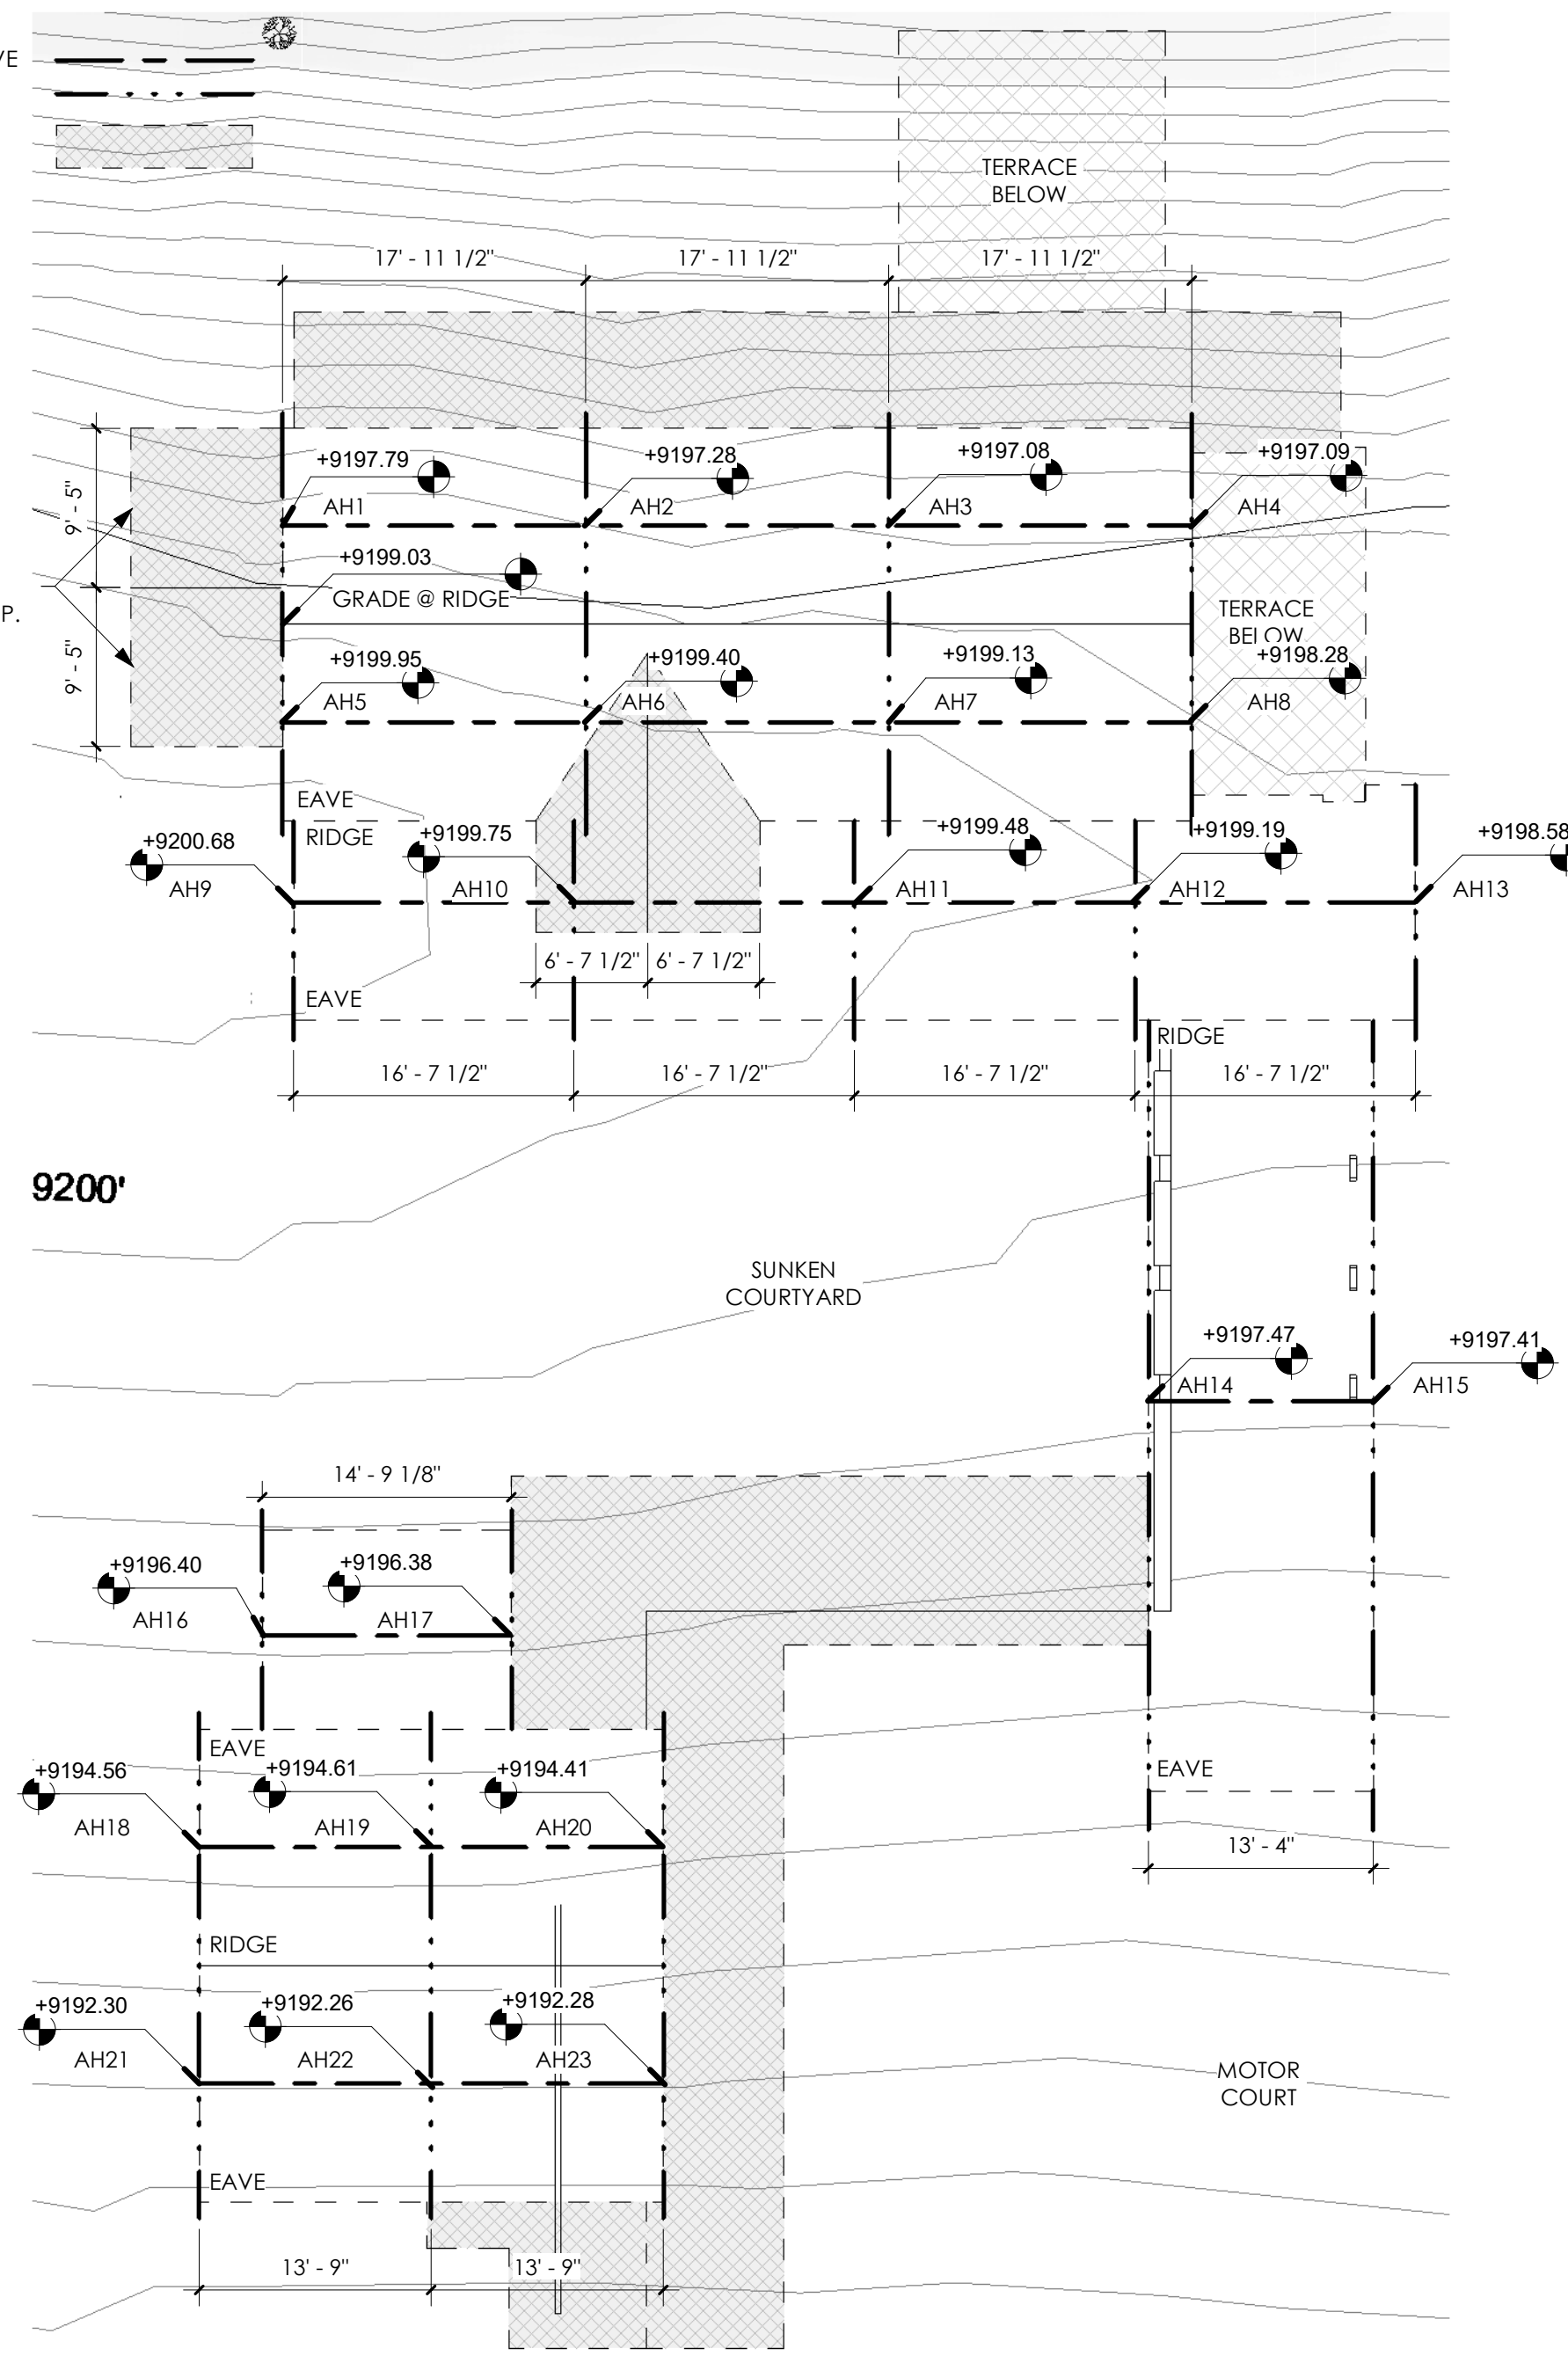 VE
TERRACE
BELOW
17' - 11 1/2"
17' - 11 1/2"
17' - 11 1/2"
+9197.79
+9197.28
+9197.08
+9197.09
AH1
AH2
AH3
AH4
9' - 5"
+9199.03
GRADE @ RIDGE
P.
TERRACE
BELOW
9' - 5"
+9199.95
+9199.40
+9199.13
+9198.28
AH5
AH6
AH7
AH8
EAVE
RIDGE
+9200.68
+9199.75
+9199.48
+9199.19
+9198.58
AH9
AH10
AH11
AH12
AH13
6' - 7 1/2"
6' - 7 1/2"
EAVE
RIDGE
16' - 7 1/2"
16' - 7 1/2"
16' - 7 1/2"
16' - 7 1/2"
9200'
SUNKEN
COURTYARD
+9197.47
+9197.41
AH14
AH15
14' - 9 1/8"
+9196.40
+9196.38
AH16
AH17
EAVE
+9194.56
+9194.61
+9194.41
EAVE
AH18
AH19
AH20
13' - 4"
RIDGE
+9192.30
+9192.26
+9192.28
AH21
AH22
AH23
MOTOR
COURT
EAVE
13' - 9"
13' - 9"